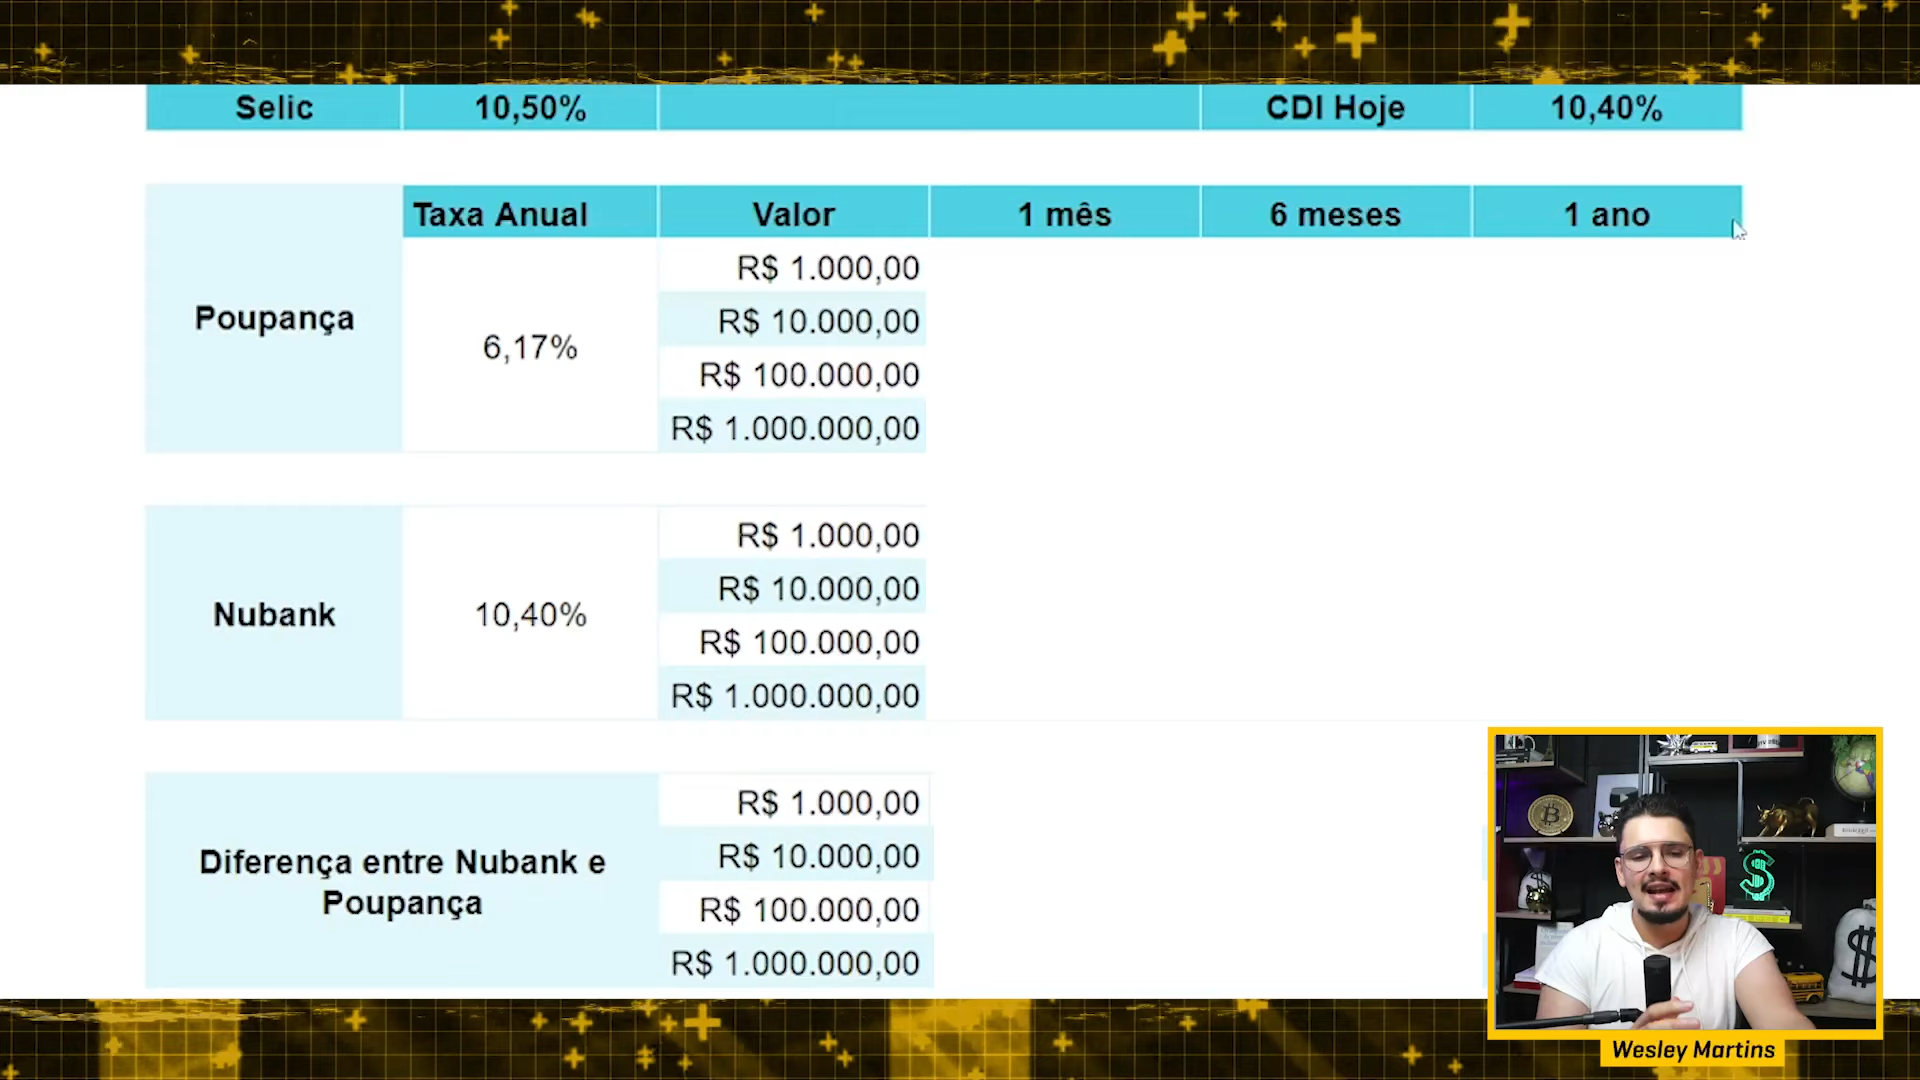 Selic 10,50% CDI Hoje 10,40%
Taxa Anual Valor 1 mês 6 meses 1 ano
Poupança
6,17%
R$ 1.000,00
R$ 10.000,00
R$ 100.000,00
R$ 1.000.000,00
Nubank
10,40%
R$ 1.000,00
R$ 10.000,00
R$ 100.000,00
R$ 1.000.000,00
Diferença entre Nubank e
Poupança
R$ 1.000,00
R$ 10.000,00
R$ 100.000,00
R$ 1.000.000,00
Wesley Martins